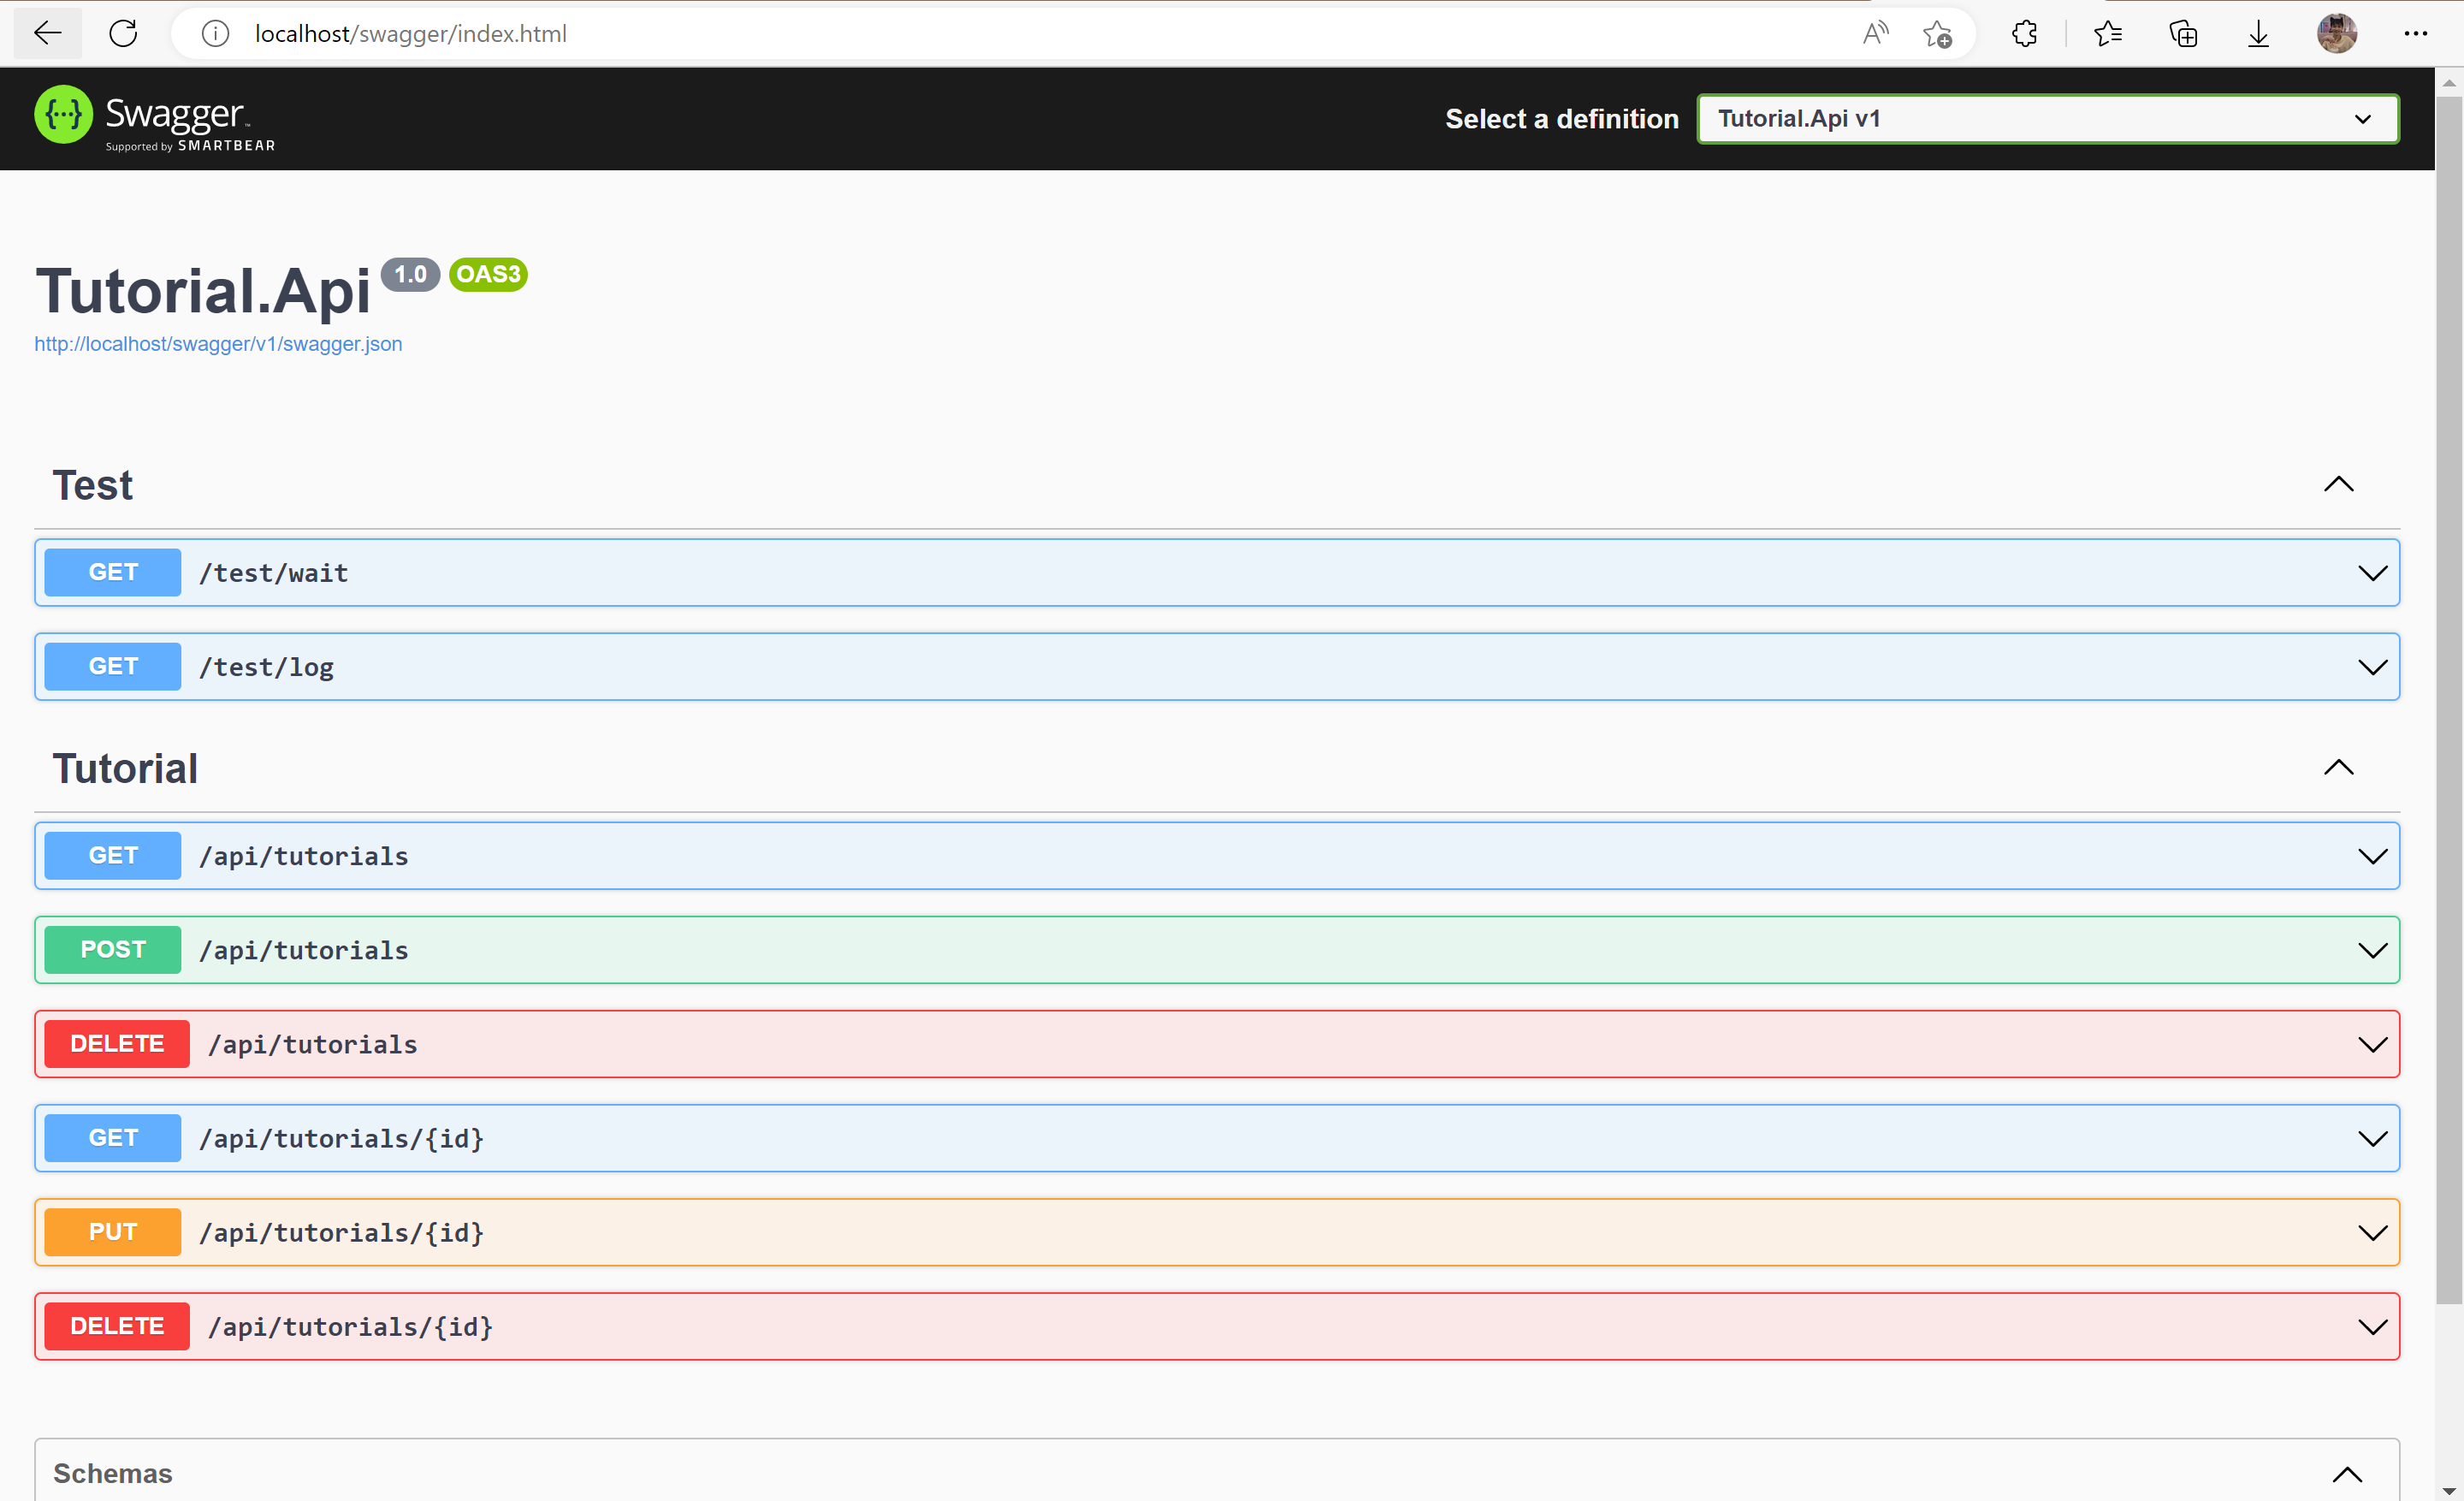 localhost/swagger/index.html
Swagger™
Supported by SMARTBEAR
Select a definition
Tutorial.Api v1
Tutorial.Api 1.0 OAS3
http://localhost/swagger/v1/swagger.json
Test
GET /test/wait
GET /test/log
Tutorial
GET /api/tutorials
POST /api/tutorials
DELETE /api/tutorials
GET /api/tutorials/{id}
PUT /api/tutorials/{id}
DELETE /api/tutorials/{id}
Schemas